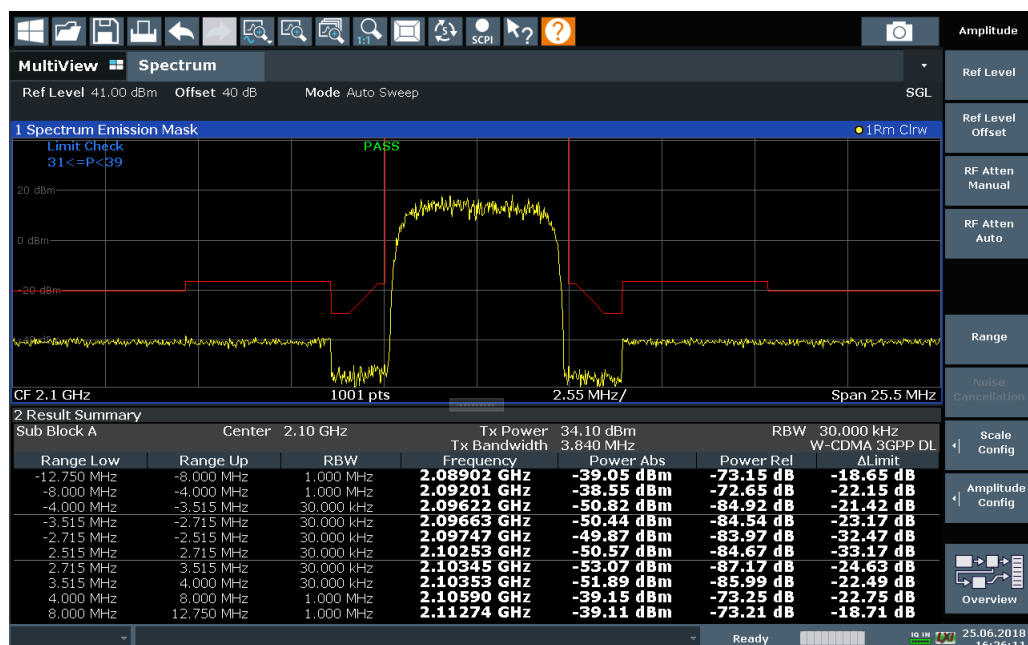 1:1
SCPI
?
?
Amplitude
MultiView Spectrum
Ref Level
Ref Level 41.00 dBm Offset 40 dB Mode Auto Sweep SGL
Ref Level
Offset
1 Spectrum Emission Mask 1Rm Clrw
Limit Check PASS
31<=P<39
RF Atten
Manual
20 dBm
RF Atten
Auto
0 dBm
-20 dBm
Range
Noise
Cancellation
CF 2.1 GHz 1001 pts 2.55 MHz/ Span 25.5 MHz
2 Result Summary
Sub Block A Center 2.10 GHz Tx Power 34.10 dBm RBW 30.000 kHz
Tx Bandwidth 3.840 MHz W-CDMA 3GPP DL
Scale
Config
Range Low Range Up RBW Frequency Power Abs Power Rel ΔLimit
-12.750 MHz -8.000 MHz 1.000 MHz 2.08902 GHz -39.05 dBm -73.15 dB -18.65 dB
-8.000 MHz -4.000 MHz 1.000 MHz 2.09201 GHz -38.55 dBm -72.65 dB -22.15 dB
-4.000 MHz -3.515 MHz 30.000 kHz 2.09622 GHz -50.82 dBm -84.92 dB -21.42 dB
-3.515 MHz -2.715 MHz 30.000 kHz 2.09663 GHz -50.44 dBm -84.54 dB -23.17 dB
-2.715 MHz -2.515 MHz 30.000 kHz 2.09747 GHz -49.87 dBm -83.97 dB -32.47 dB
2.515 MHz 2.715 MHz 30.000 kHz 2.10253 GHz -50.57 dBm -84.67 dB -33.17 dB
2.715 MHz 3.515 MHz 30.000 kHz 2.10345 GHz -53.07 dBm -87.17 dB -24.63 dB
3.515 MHz 4.000 MHz 30.000 kHz 2.10353 GHz -51.89 dBm -85.99 dB -22.49 dB
4.000 MHz 8.000 MHz 1.000 MHz 2.10590 GHz -39.15 dBm -73.25 dB -22.75 dB
8.000 MHz 12.750 MHz 1.000 MHz 2.11274 GHz -39.11 dBm -73.21 dB -18.71 dB
Amplitude
Config
Overview
Ready IQ IN LXI 25.06.2018
16:26:11